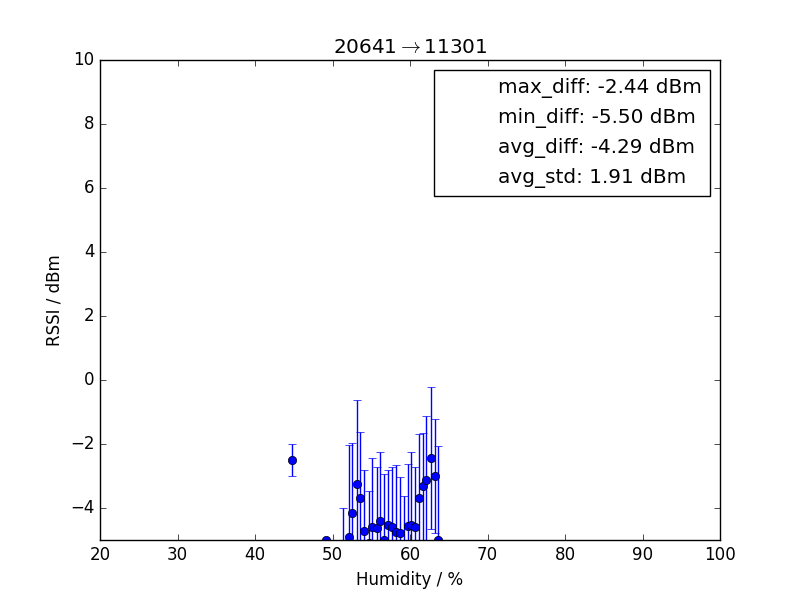 20641→11301
max_diff: -2.44 dBm
min_diff: -5.50 dBm
avg_diff: -4.29 dBm
avg_std: 1.91 dBm
10
8
6
4
2
0
−2
−4
RSSI / dBm
20 30 40 50 60 70 80 90 100
Humidity / %